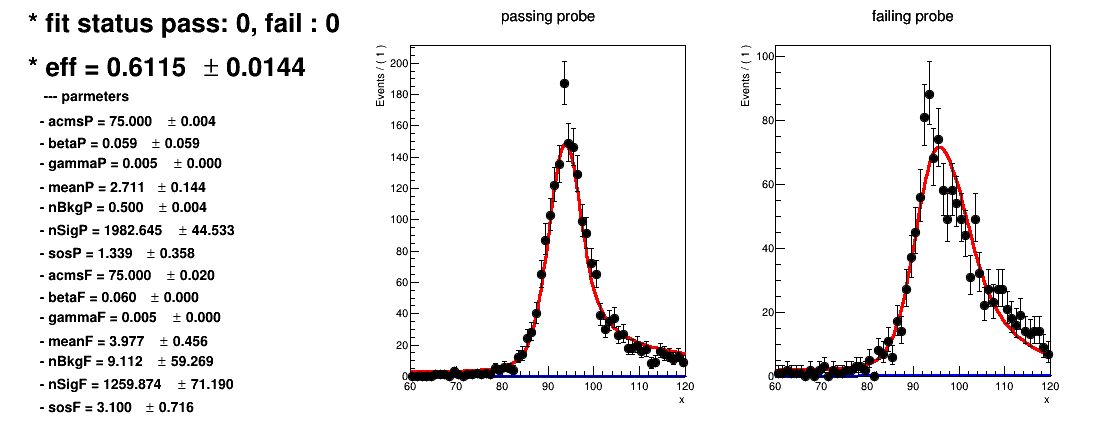 * fit status pass: 0, fail : 0
* eff = 0.6115 ± 0.0144
--- parmeters
- acmsP = 75.000 ± 0.004
- betaP = 0.059 ± 0.059
- gammaP = 0.005 ± 0.000
- meanP = 2.711 ± 0.144
- nBkgP = 0.500 ± 0.004
- nSigP = 1982.645 ± 44.533
- sosP = 1.339 ± 0.358
- acmsF = 75.000 ± 0.020
- betaF = 0.060 ± 0.000
- gammaF = 0.005 ± 0.000
- meanF = 3.977 ± 0.456
- nBkgF = 9.112 ± 59.269
- nSigF = 1259.874 ± 71.190
- sosF = 3.100 ± 0.716
passing probe
Events / ( 1 )
200
180
160
140
120
100
80
60
40
20
0
60 70 80 90 100 110 120
x
failing probe
Events / ( 1 )
100
80
60
40
20
0
60 70 80 90 100 110 120
x